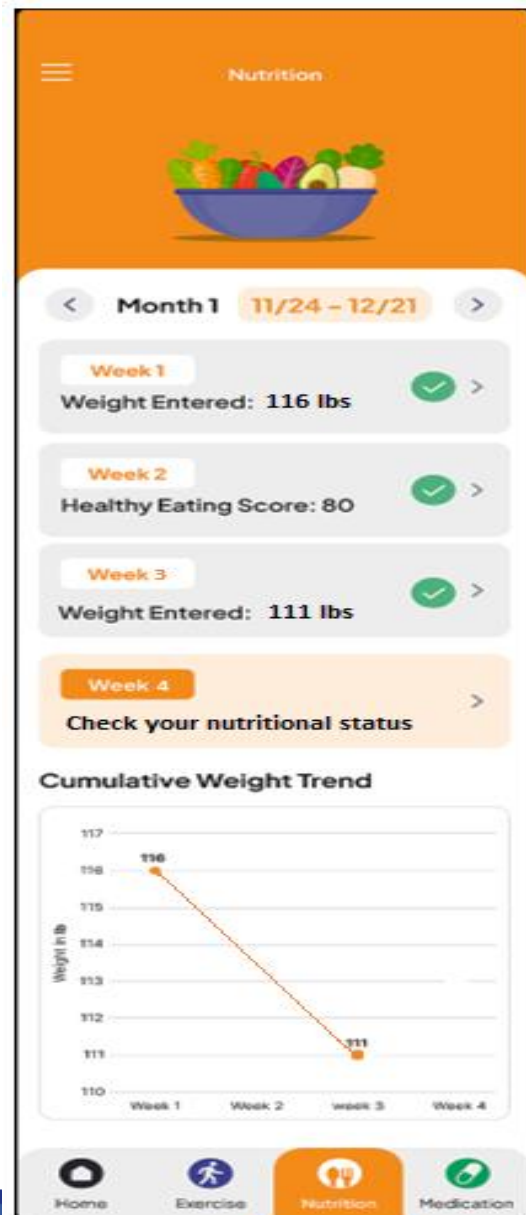 Nutrition
Month 1 11/24 - 12/21
Week 1
Weight Entered: 116 lbs
Week 2
Healthy Eating Score: 80
Week 3
Weight Entered: 111 lbs
Week 4
Check your nutritional status
Cumulative Weight Trend
117
116
116
115
114
113
112
111
111
110
Weight in lb
Week 1 Week 2 week 3 Week 4
Home Exercise Nutrition Medication